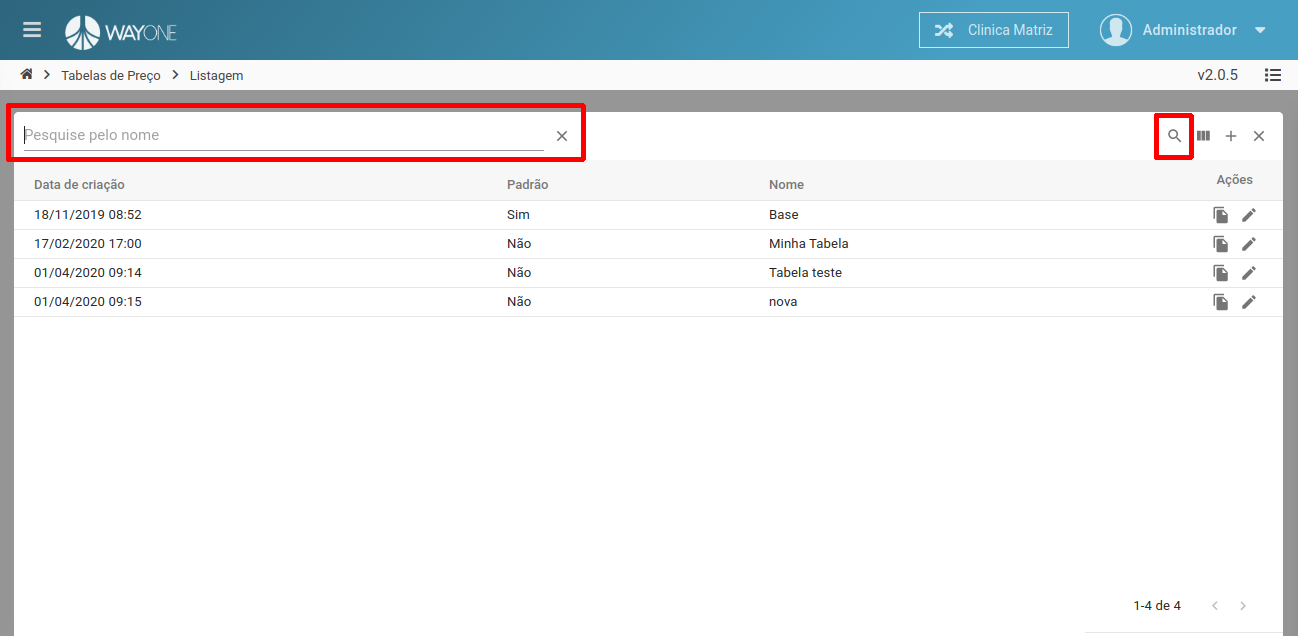 WAYONE
Clinica Matriz
Administrador
Tabelas de Preço
Listagem
v2.0.5
Pesquise pelo nome
Data de criação Padrão Nome Ações
18/11/2019 08:52 Sim Base
17/02/2020 17:00 Não Minha Tabela
01/04/2020 09:14 Não Tabela teste
01/04/2020 09:15 Não nova
1-4 de 4